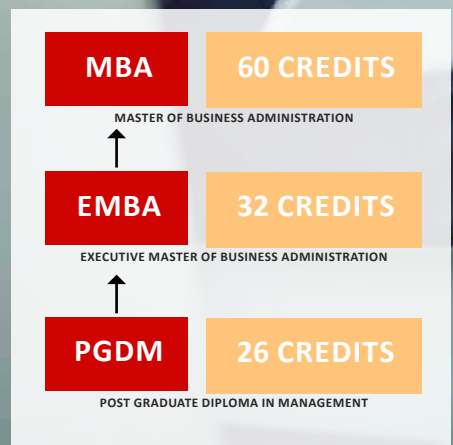 MBA 60 CREDITS
MASTER OF BUSINESS ADMINISTRATION
EMBA 32 CREDITS
EXECUTIVE MASTER OF BUSINESS ADMINISTRATION
PGDM 26 CREDITS
POST GRADUATE DIPLOMA IN MANAGEMENT